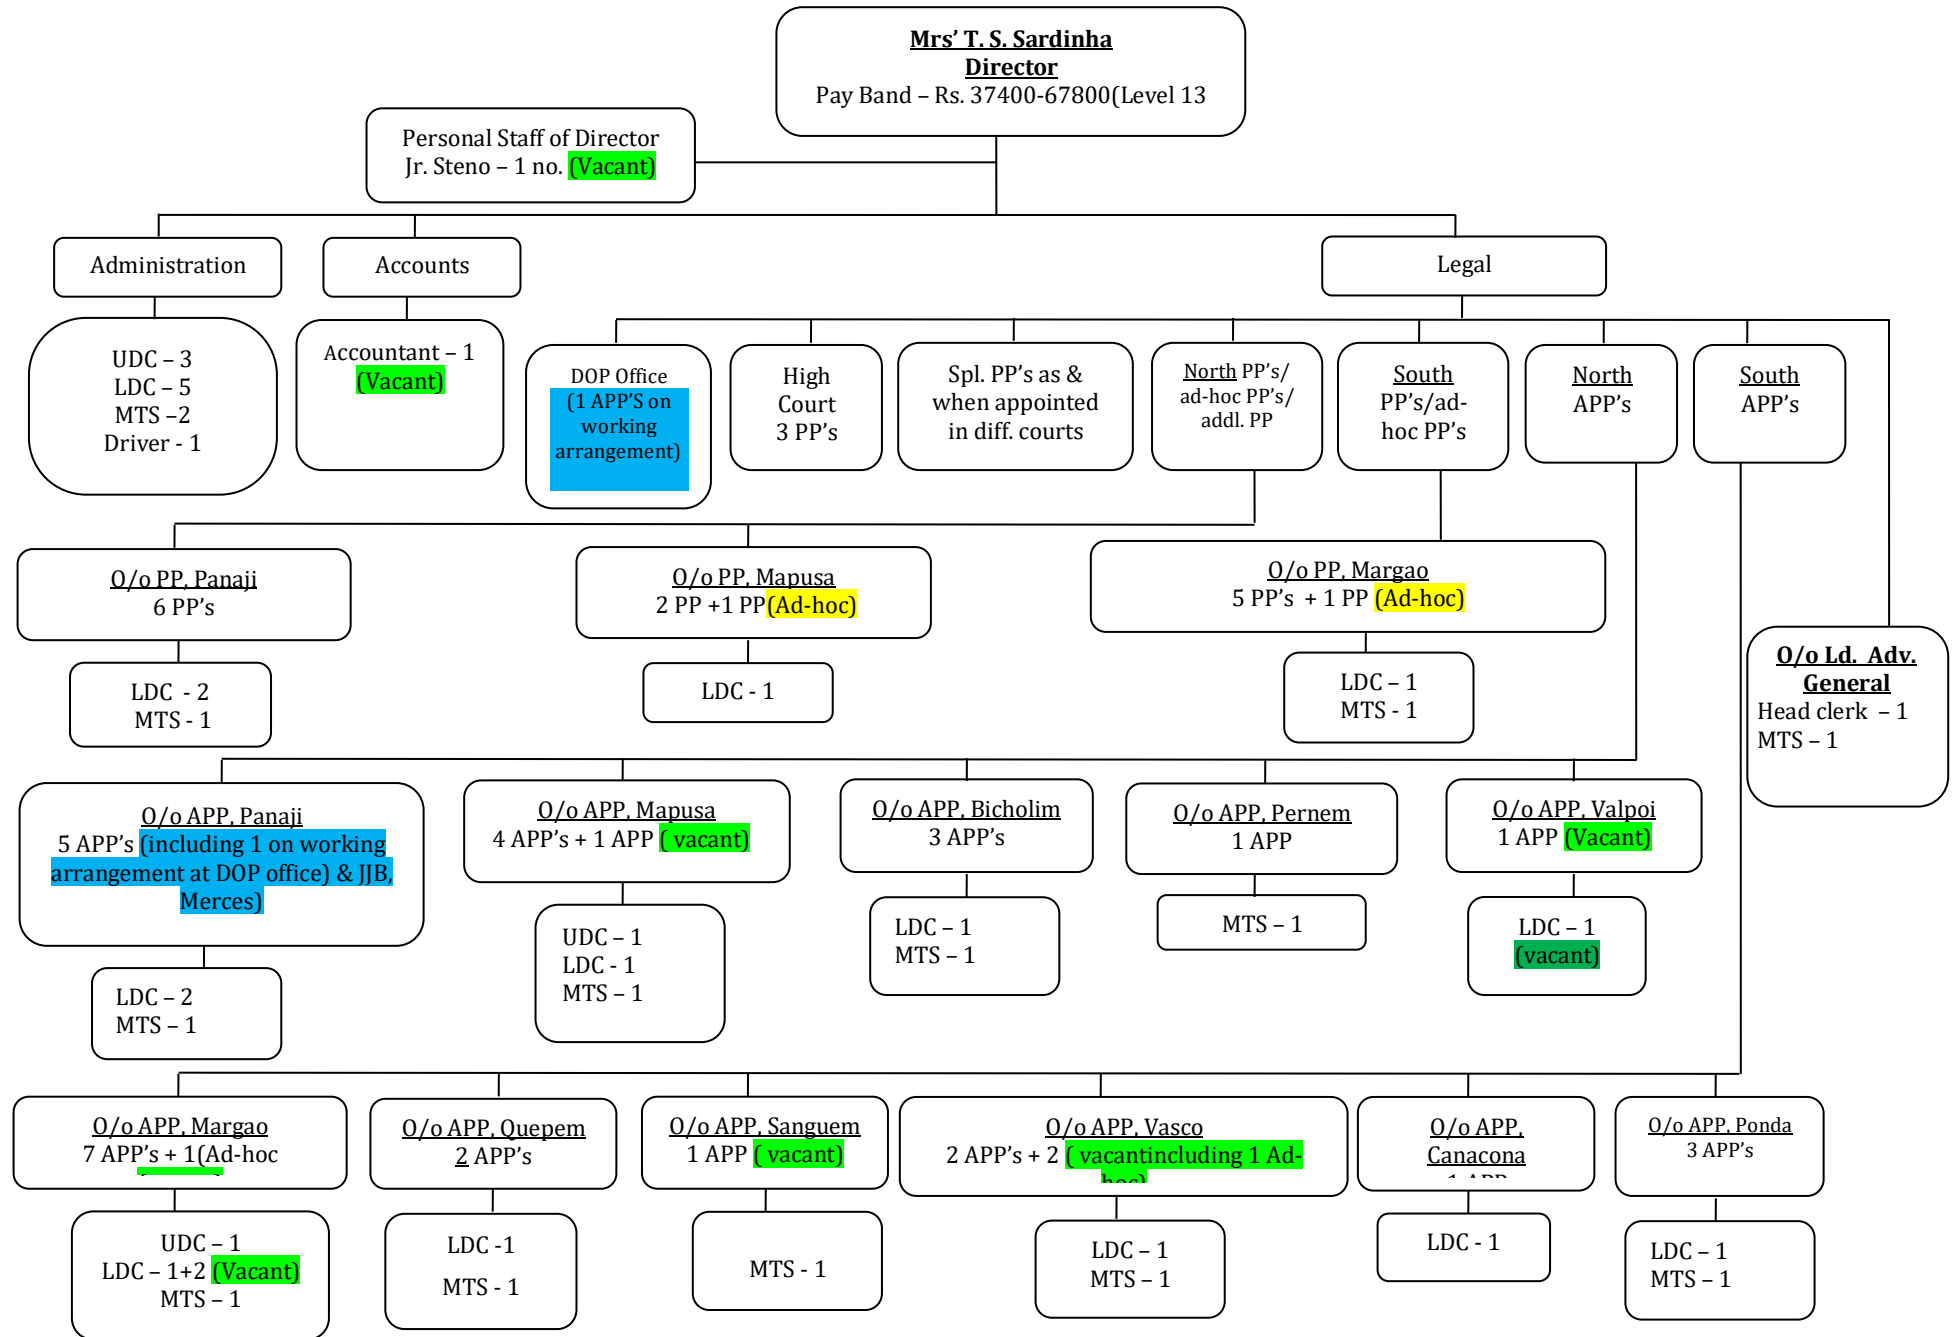 Mrs’ T. S. Sardinha
Director
Pay Band – Rs. 37400-67800(Level 13
Personal Staff of Director
Jr. Steno – 1 no. (Vacant)
Administration
Accounts
Legal
UDC – 3
LDC – 5
MTS –2
Driver - 1
Accountant – 1
(Vacant)
DOP Office
(1 APP’S on
working
arrangement)
High
Court
3 PP’s
Spl. PP’s as &
when appointed
in diff. courts
North PP’s/
ad-hoc PP’s/
addl. PP
South
PP’s/ad-
hoc PP’s
North
APP’s
South
APP’s
O/o PP, Panaji
6 PP’s
O/o PP, Mapusa
2 PP +1 PP(Ad-hoc)
O/o PP, Margao
5 PP’s + 1 PP (Ad-hoc)
O/o Ld. Adv.
General
Head clerk – 1
MTS – 1
LDC - 2
MTS - 1
LDC - 1
LDC – 1
MTS - 1
O/o APP, Panaji
5 APP’s (including 1 on working
arrangement at DOP office) & JJB,
Merces)
O/o APP, Mapusa
4 APP’s + 1 APP ( vacant)
O/o APP, Bicholim
3 APP’s
O/o APP, Pernem
1 APP
O/o APP, Valpoi
1 APP (Vacant)
LDC – 2
MTS – 1
UDC – 1
LDC - 1
MTS – 1
LDC – 1
MTS – 1
MTS – 1
LDC – 1
(vacant)
O/o APP, Margao
7 APP’s + 1(Ad-hoc
O/o APP, Quepem
2 APP’s
O/o APP, Sanguem
1 APP ( vacant)
O/o APP, Vasco
2 APP’s + 2 ( vacantincluding 1 Ad-
hoc)
O/o APP,
Canacona
1 APP
O/o APP, Ponda
3 APP’s
UDC – 1
LDC – 1+2 (Vacant)
MTS – 1
LDC -1
MTS - 1
MTS - 1
LDC – 1
MTS – 1
LDC - 1
LDC – 1
MTS – 1